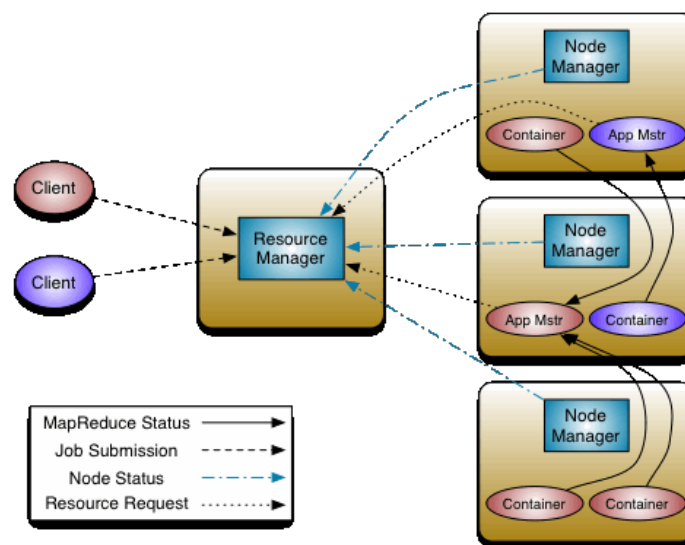 Node
Manager
Container
App Mstr
Client
Resource
Manager
Node
Manager
Client
App Mstr
Container
Node
Manager
MapReduce Status
Job Submission
Node Status
Resource Request
Container
Container